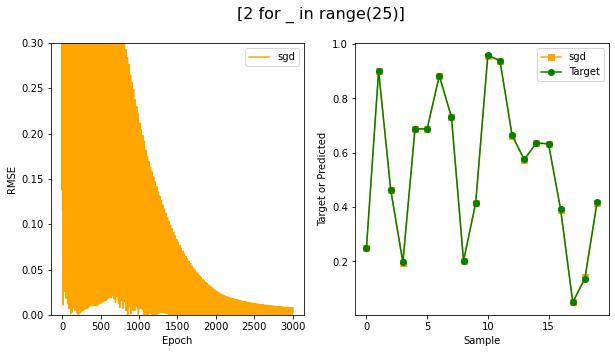 [2 for _ in range(25)]
0.30
0.25
0.20
0.15
0.10
0.05
0.00
RMSE
0 500 1000 1500 2000 2500 3000
Epoch
sgd
1.0
0.8
0.6
0.4
0.2
Target or Predicted
0 5 10 15
Sample
sgd
Target